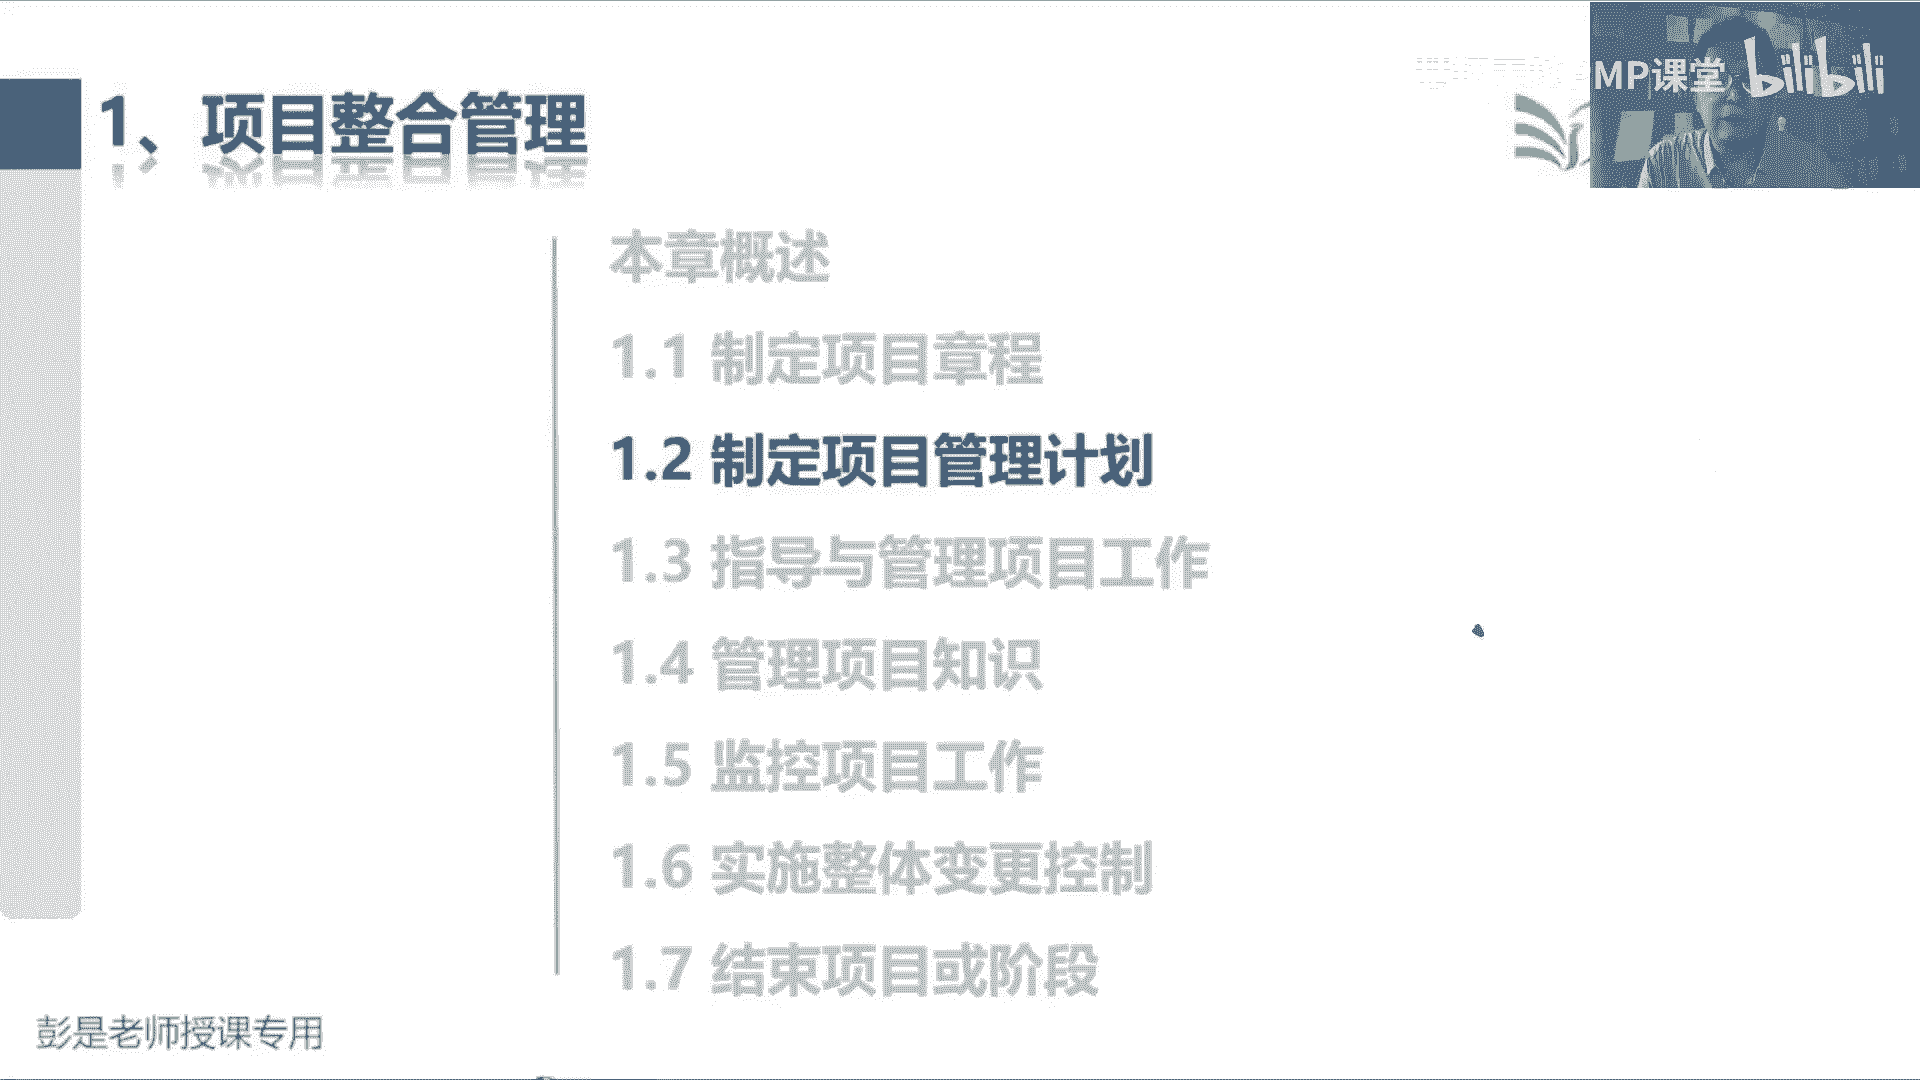 MP课堂 bilibili
1、项目整合管理
本章概述
1.1 制定项目章程
1.2 制定项目管理计划
1.3 指导与管理项目工作
1.4 管理项目知识
1.5 监控项目工作
1.6 实施整体变更控制
1.7 结束项目或阶段
彭是老师授课专用